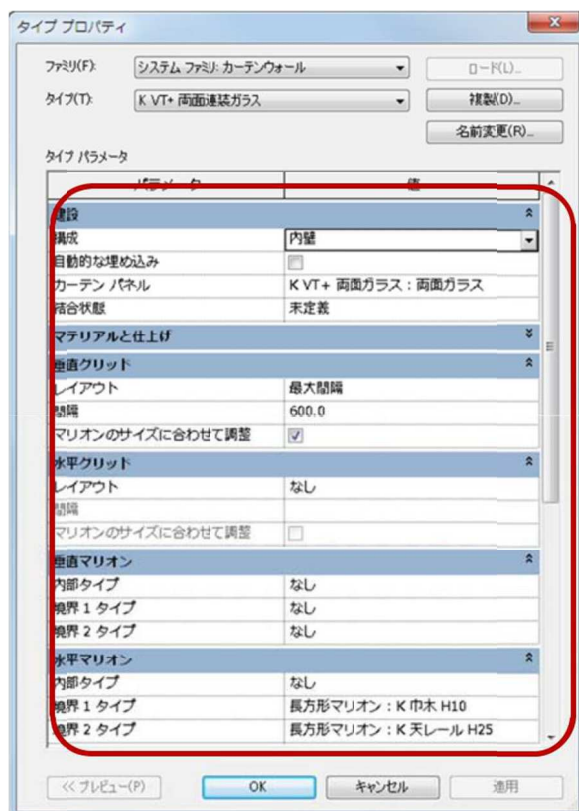 タイプ プロパティ
ファミリ(F): システム ファミリ: カーテンウォール ロード(L)...
タイプ(T): K VT+ 両面連装ガラス 複製(D)...
名前変更(R)...
タイプ パラメータ
パラメータ 値
建設
構成 内壁
自動的な埋め込み
カーテン パネル K VT+ 両面ガラス : 両面ガラス
結合状態 未定義
マテリアルと仕上げ
垂直グリッド
レイアウト 最大間隔
間隔 600.0
マリオンのサイズに合わせて調整
水平グリッド
レイアウト なし
間隔
マリオンのサイズに合わせて調整
垂直マリオン
内部タイプ なし
境界 1 タイプ なし
境界 2 タイプ なし
水平マリオン
内部タイプ なし
境界 1 タイプ 長方形マリオン : K 巾木 H10
境界 2 タイプ 長方形マリオン : K 天レール H25
<< プレビュー(P) OK キャンセル 適用